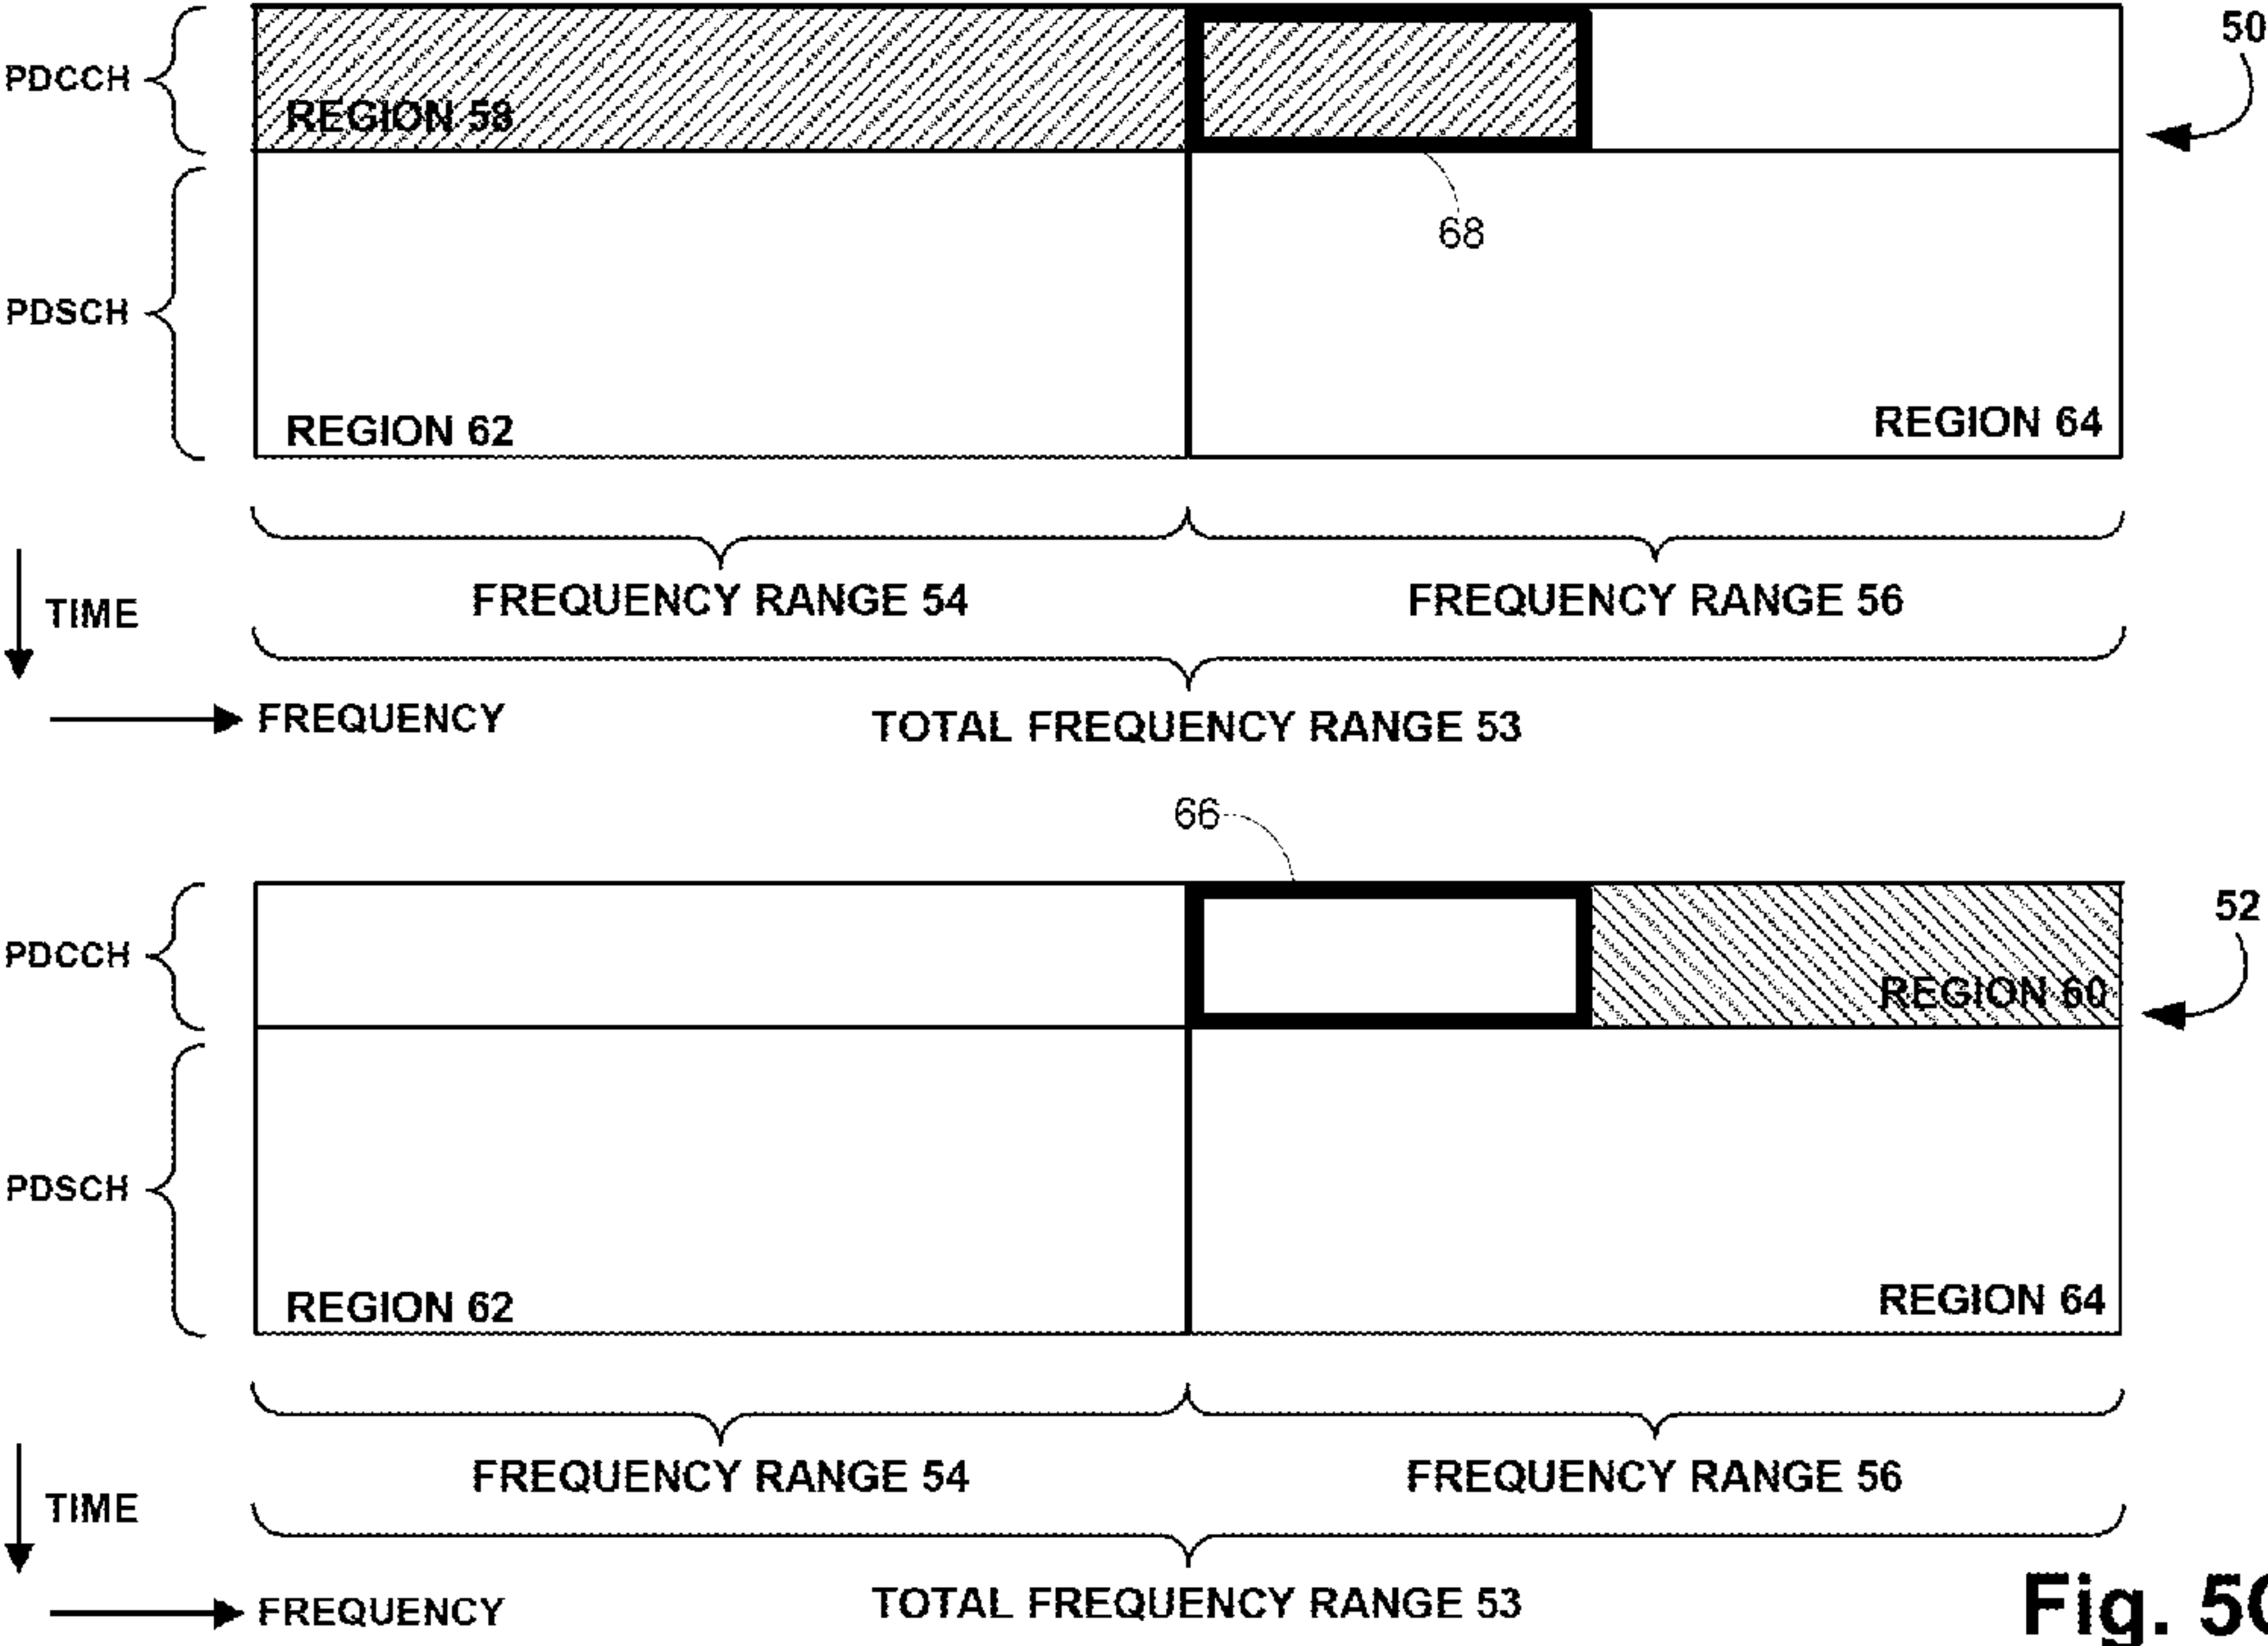 PDCCH
50
REGION 58
68
PDSCH
REGION 62
REGION 64
FREQUENCY RANGE 54
FREQUENCY RANGE 56
TIME
FREQUENCY
TOTAL FREQUENCY RANGE 53
66
PDCCH
52
REGION 60
PDSCH
REGION 62
REGION 64
FREQUENCY RANGE 54
FREQUENCY RANGE 56
TIME
FREQUENCY
TOTAL FREQUENCY RANGE 53
Fig.